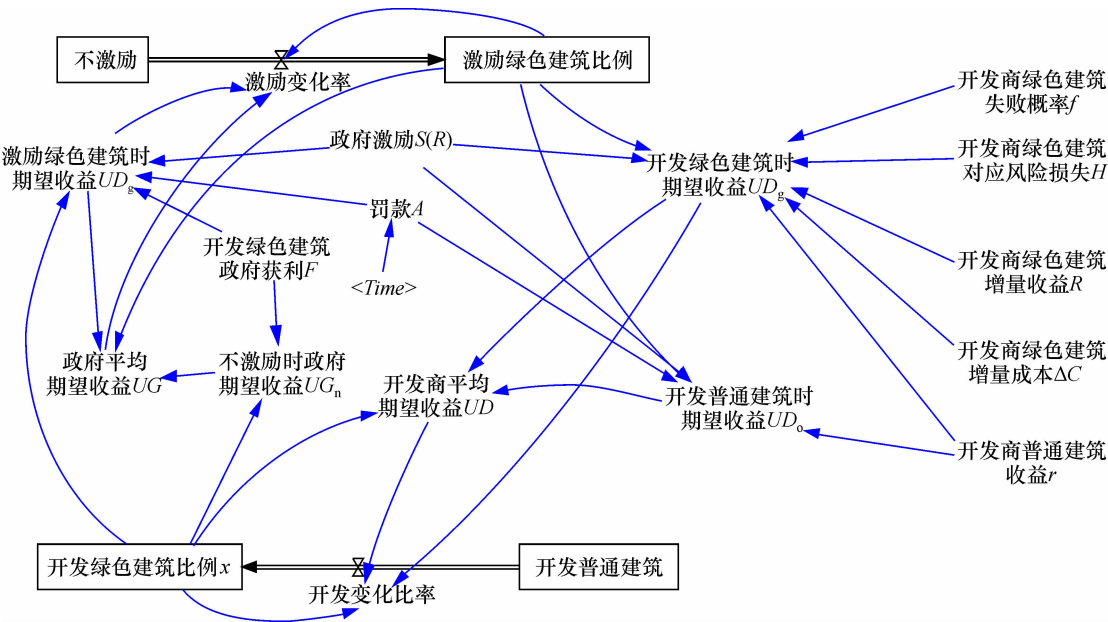 不激励
激励绿色建筑比例
激励变化率
开发商绿色建筑
失败概率f
政府激励S(R)
激励绿色建筑时
期望收益UDg
开发绿色建筑时
期望收益UDg
开发商绿色建筑
对应风险损失H
罚款A
开发绿色建筑
政府获利F
<Time>
开发商绿色建筑
增量收益R
政府平均
期望收益UG
不激励时政府
期望收益UGn
开发商平均
期望收益UD
开发普通建筑时
期望收益UDo
开发商绿色建筑
增量成本ΔC
开发商普通建筑
收益r
开发绿色建筑比例x
开发变化比率
开发普通建筑